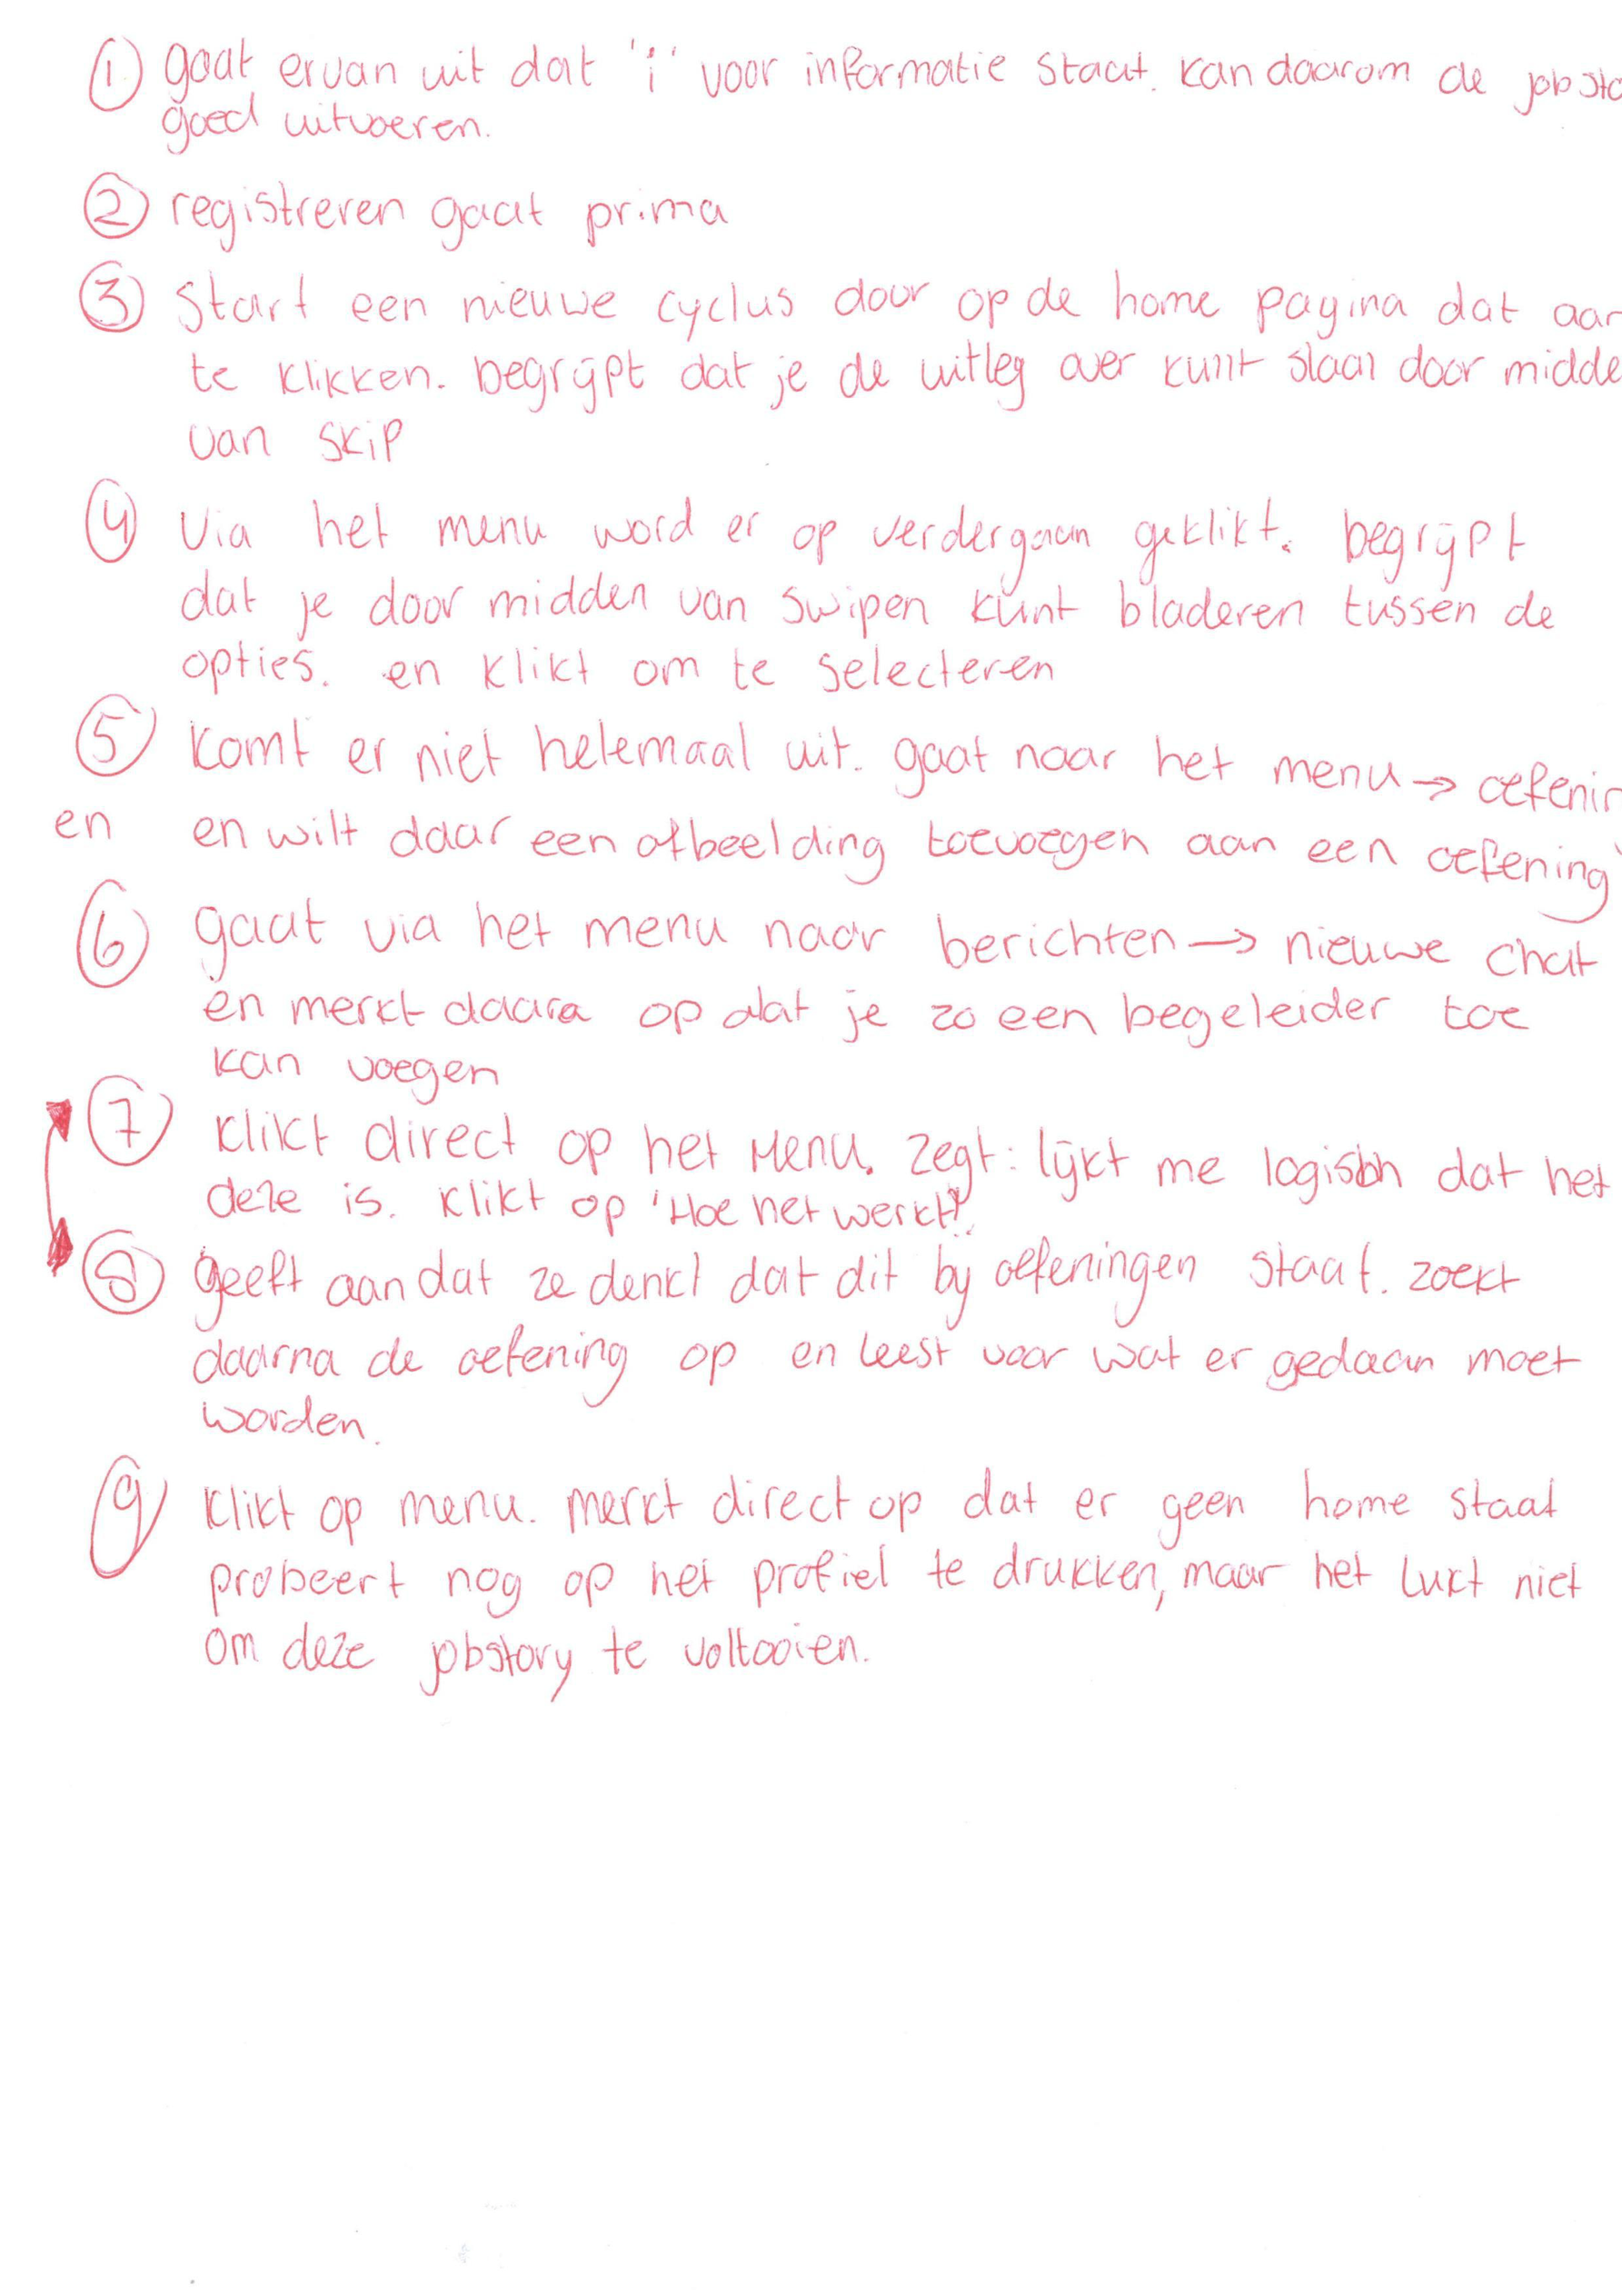 ① gaat ervan uit dat 'i' voor informatie staat. Kan daarom de jobsto
goed uitvoeren.
② registreren gaat prima
③ Start een nieuwe cyclus door op de home pagina dat aan
te klikken. begrijpt dat je de uitleg over kunt slaan door midde
van skip
④ Via het menu word er op verdergaan geklikt. begrijpt
dat je door midden van swipen kunt bladeren tussen de
opties. en klikt om te selecteren
⑤ Komt er niet helemaal uit. gaat naar het menu → oefenin
en en wilt daar een afbeelding toevoegen aan een oefening
⑥ gaat via het menu naar berichten → nieuwe chat
en merkt daar op dat je zo een begeleider toe
kan voegen
⑦ Klikt direct op het Menu. Zegt: lijkt me logisch dat het
deze is. Klikt op 'Hoe het werkt?'
⑧ geeft aan dat ze denkt dat dit bij oefeningen staat. zoekt
daarna de oefening op en leest voor wat er gedaan moet
worden.
⑨ Klikt op menu. merkt direct op dat er geen home staat
probeert nog op het profiel te drukken, maar het lukt niet
om deze jobstory te voltooien.